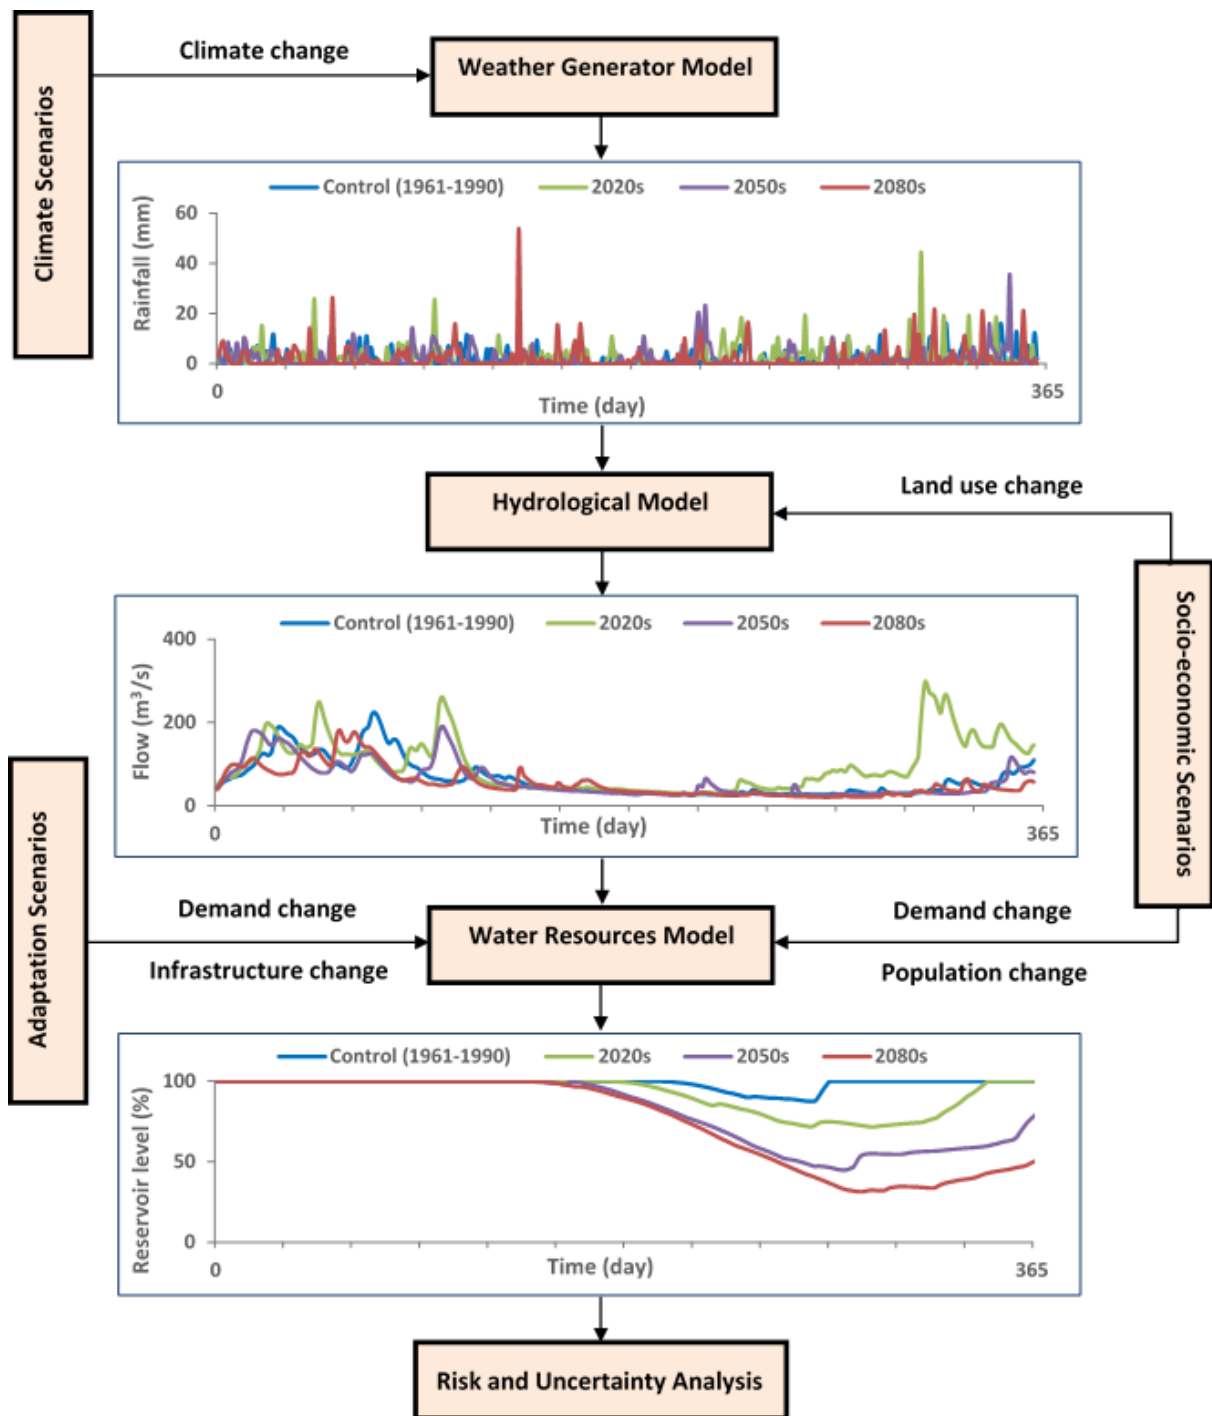 Climate change
Weather Generator Model
Climate Scenarios
Control (1961-1990) 2020s 2050s 2080s
Rainfall (mm)
60
40
20
0
0 365
Time (day)
Hydrological Model
Land use change
Socio-economic Scenarios
Control (1961-1990) 2020s 2050s 2080s
Flow (m³/s)
400
200
0
0 365
Time (day)
Adaptation Scenarios
Demand change
Infrastructure change
Water Resources Model
Demand change
Population change
Control (1961-1990) 2020s 2050s 2080s
Reservoir level (%)
100
50
0
0 365
Time (day)
Risk and Uncertainty Analysis